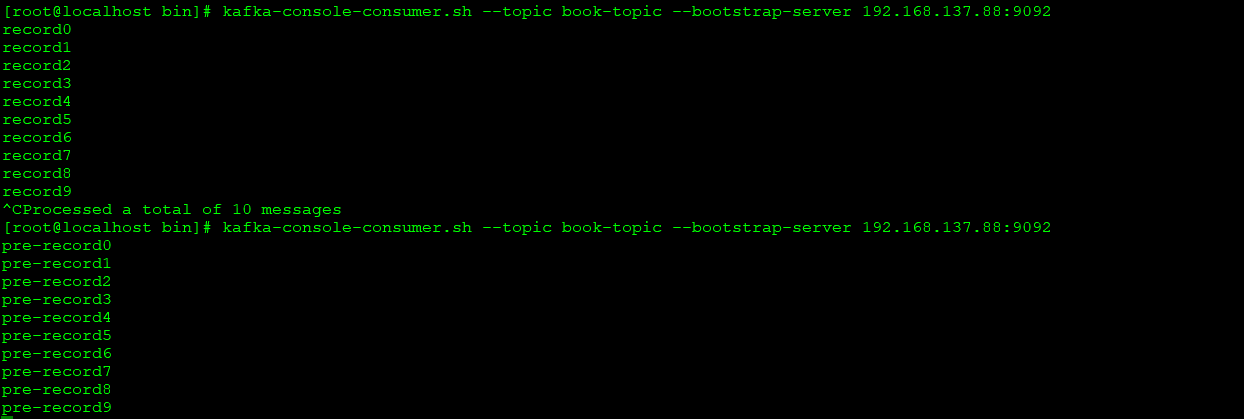 [root@localhost bin]# kafka-console-consumer.sh --topic book-topic --bootstrap-server 192.168.137.88:9092
record0
record1
record2
record3
record4
record5
record6
record7
record8
record9
^CProcessed a total of 10 messages
[root@localhost bin]# kafka-console-consumer.sh --topic book-topic --bootstrap-server 192.168.137.88:9092
pre-record0
pre-record1
pre-record2
pre-record3
pre-record4
pre-record5
pre-record6
pre-record7
pre-record8
pre-record9